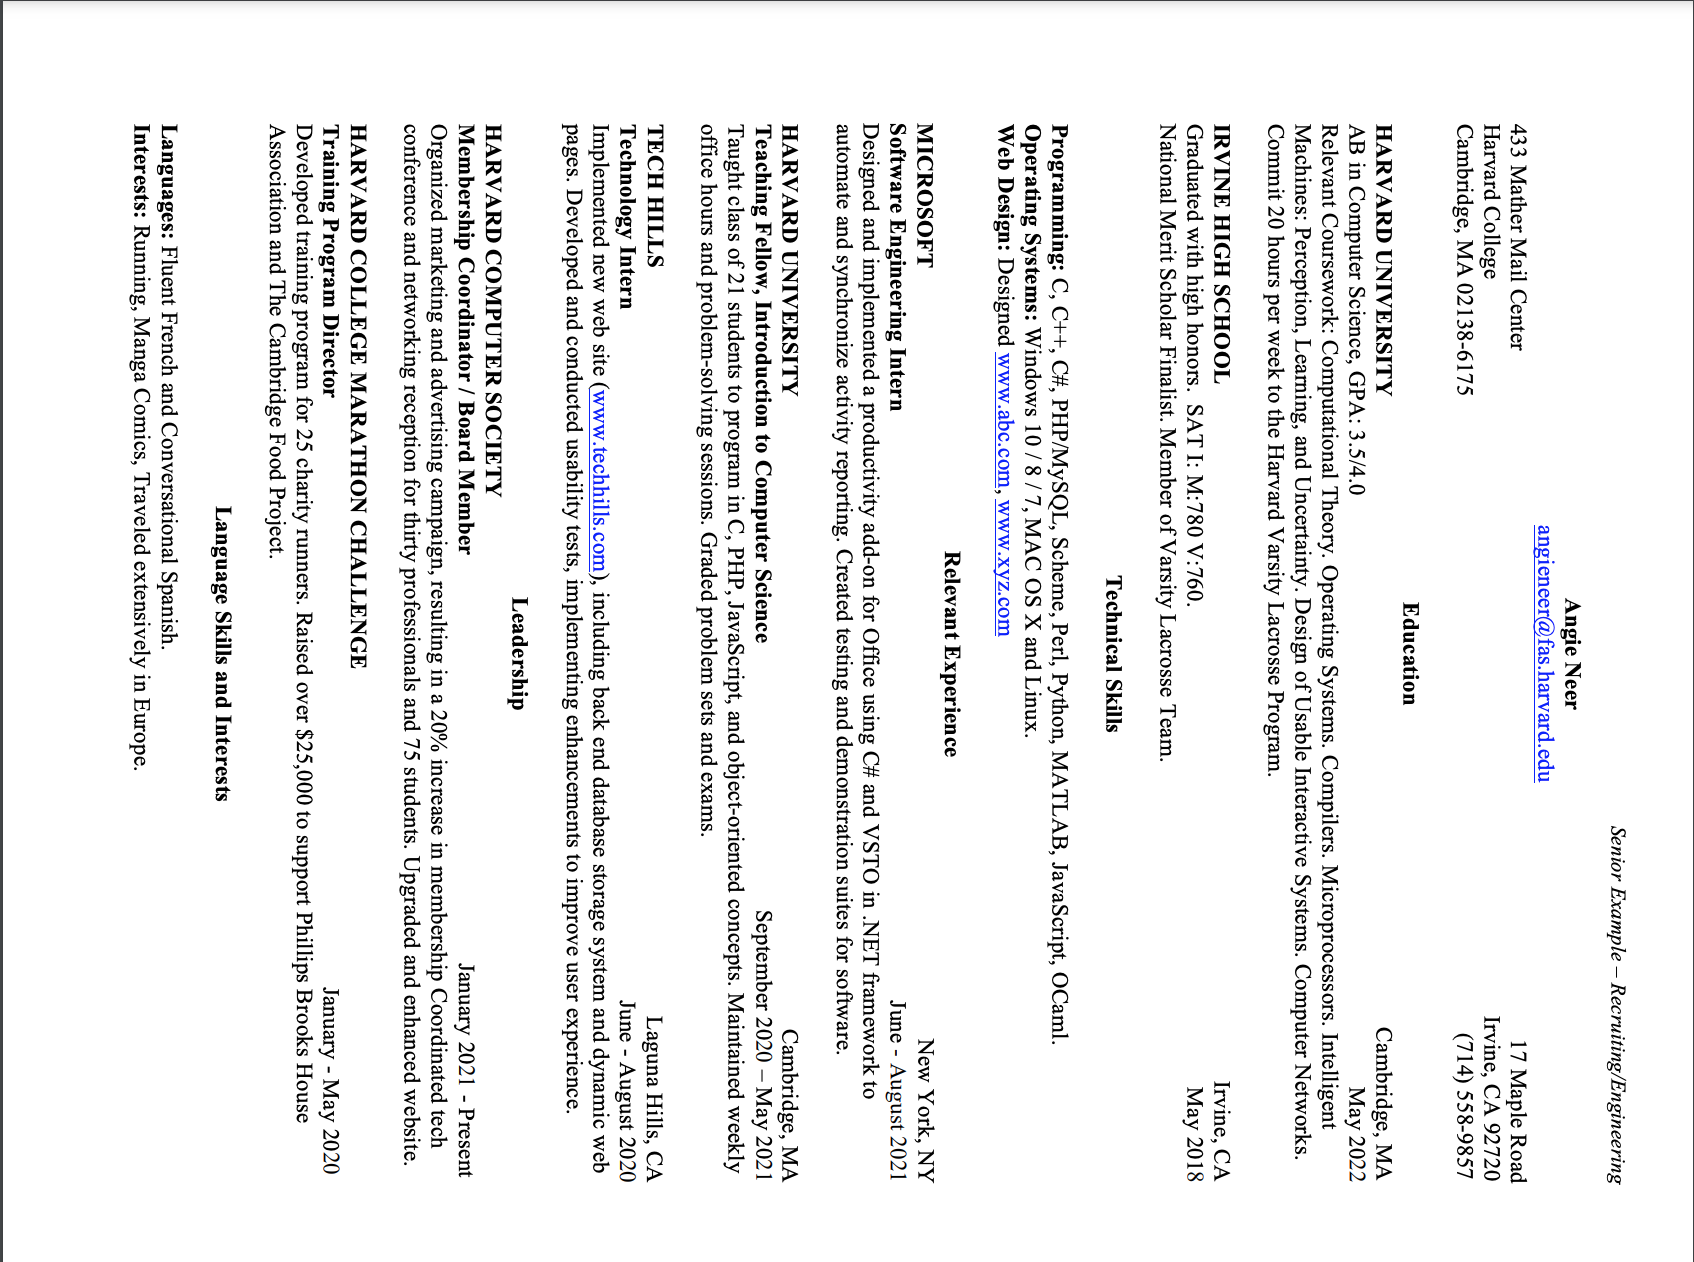 Senior Example – Recruiting/Engineering
Angie Neer
angieneer@fas.harvard.edu
433 Mather Mail Center 17 Maple Road
Harvard College Irvine, CA 92720
Cambridge, MA 02138-6175 (714) 558-9857
Education
HARVARD UNIVERSITY Cambridge, MA
AB in Computer Science, GPA.: 3.5/4.0 May 2022
Relevant Coursework: Computational Theory. Operating Systems. Compilers. Microprocessors. Intelligent
Machines: Perception, Learning, and Uncertainty. Design of Usable Interactive Systems. Computer Networks.
Commit 20 hours per week to the Harvard Varsity Lacrosse Program.
IRVINE HIGH SCHOOL Irvine, CA
Graduated with high honors. SAT I: M:780 V:760. May 2018
National Merit Scholar Finalist. Member of Varsity Lacrosse Team.
Technical Skills
Programming: C, C++, C#, PHP/MySQL, Scheme, Perl, Python, MATLAB, JavaScript, OCaml.
Operating Systems: Windows 10 / 8 / 7, MAC OS X and Linux.
Web Design: Designed www.abc.com, www.xyz.com
Relevant Experience
MICROSOFT New York, NY
Software Engineering Intern June - August 2021
Designed and implemented a productivity add-on for Office using C# and VSTO in .NET framework to
automate and synchronize activity reporting. Created testing and demonstration suites for software.
HARVARD UNIVERSITY Cambridge, MA
Teaching Fellow, Introduction to Computer Science September 2020 – May 2021
Taught class of 21 students to program in C, PHP, JavaScript, and object-oriented concepts. Maintained weekly
office hours and problem-solving sessions. Graded problem sets and exams.
TECH HILLS Laguna Hills, CA
Technology Intern June - August 2020
Implemented new web site (www.techhills.com), including back end database storage system and dynamic web
pages. Developed and conducted usability tests, implementing enhancements to improve user experience.
Leadership
HARVARD COMPUTER SOCIETY
Membership Coordinator / Board Member January 2021 - Present
Organized marketing and advertising campaign, resulting in a 20% increase in membership Coordinated tech
conference and networking reception for thirty professionals and 75 students. Upgraded and enhanced website.
HARVARD COLLEGE MARATHON CHALLENGE
Training Program Director January - May 2020
Developed training program for 25 charity runners. Raised over $25,000 to support Phillips Brooks House
Association and The Cambridge Food Project.
Language Skills and Interests
Languages: Fluent French and Conversational Spanish.
Interests: Running, Manga Comics, Traveled extensively in Europe.